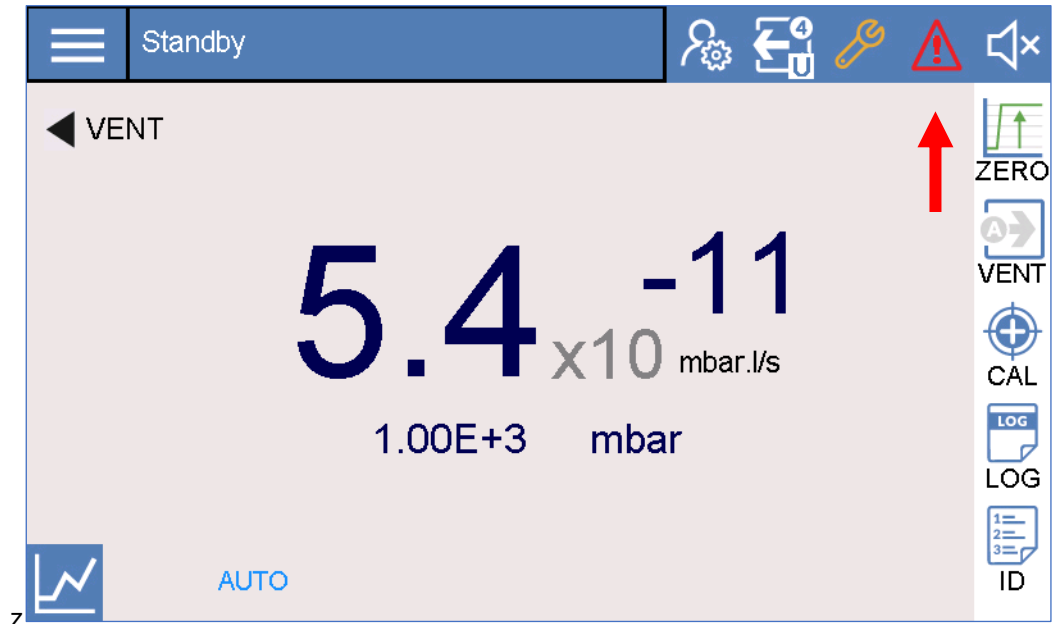 Standby
4
U
VENT
ZERO
A
VENT
5.4 x10 -11 mbar.l/s
CAL
1.00E+3 mbar
LOG
LOG
1
2
3
ID
AUTO
z